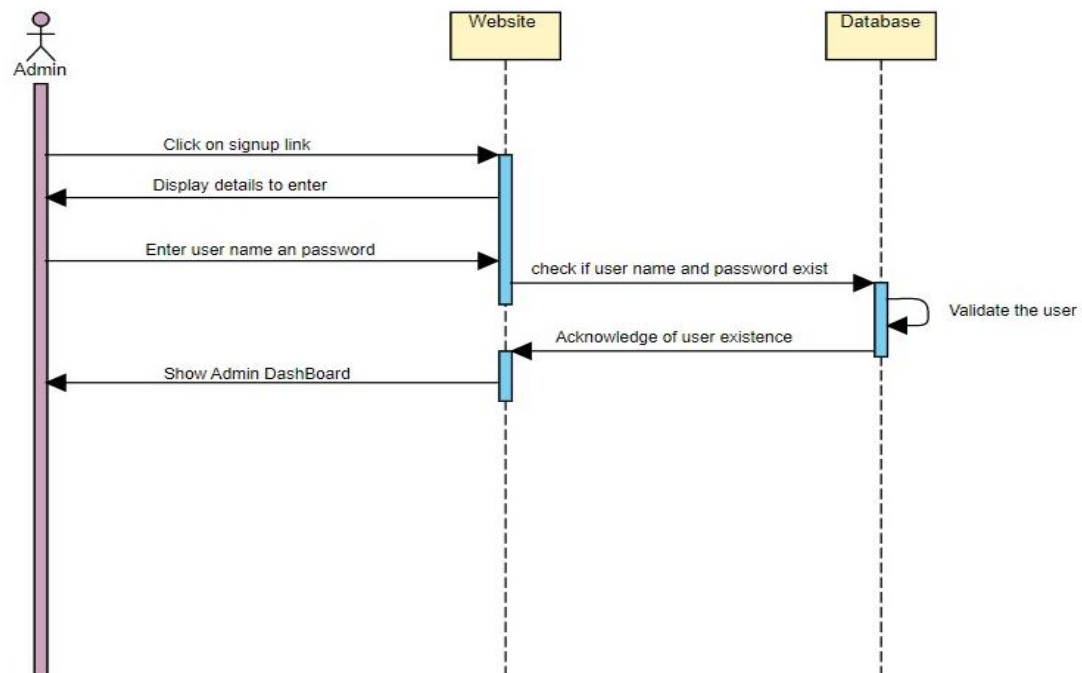 Website
Database
Admin
Click on signup link
Display details to enter
Enter user name an password
check if user name and password exist
Validate the user
Acknowledge of user existence
Show Admin DashBoard